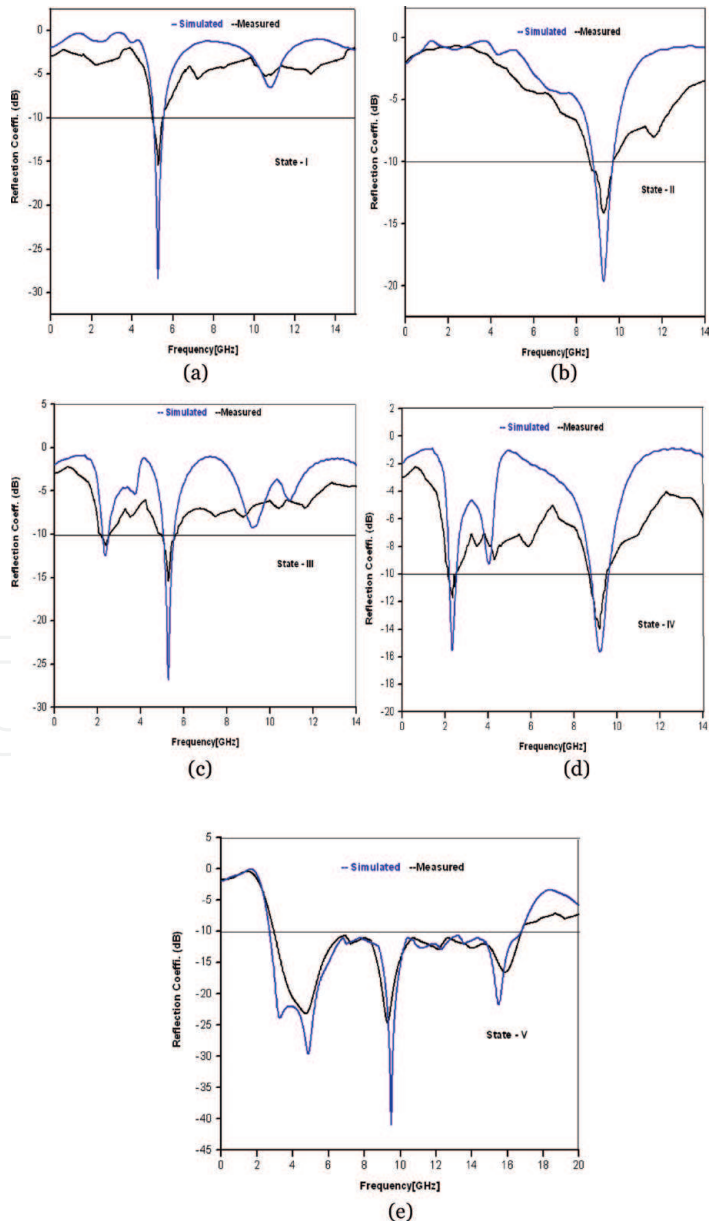 -- Simulated --Measured
Reflection Coeffi. (dB)
0
-5
-10
-15
-20
-25
-30
State - I
0 2 4 6 8 10 12 14
Frequency[GHz]
(a)
-- Simulated --Measured
Reflection Coeffi. (dB)
0
-5
-10
-15
-20
State - II
0 2 4 6 8 10 12 14
Frequency[GHz]
(b)
-- Simulated --Measured
Reflection Coeffi. (dB)
5
0
-5
-10
-15
-20
-25
-30
State - III
0 2 4 6 8 10 12 14
Frequency[GHz]
(c)
-- Simulated --Measured
Reflection Coeffi. (dB)
2
0
-2
-4
-6
-8
-10
-12
-14
-16
-18
-20
State - IV
0 2 4 6 8 10 12 14
Frequency[GHz]
(d)
-- Simulated --Measured
Reflection Coeffi. (dB)
5
0
-5
-10
-15
-20
-25
-30
-35
-40
-45
State - V
0 2 4 6 8 10 12 14 16 18 20
Frequency[GHz]
(e)